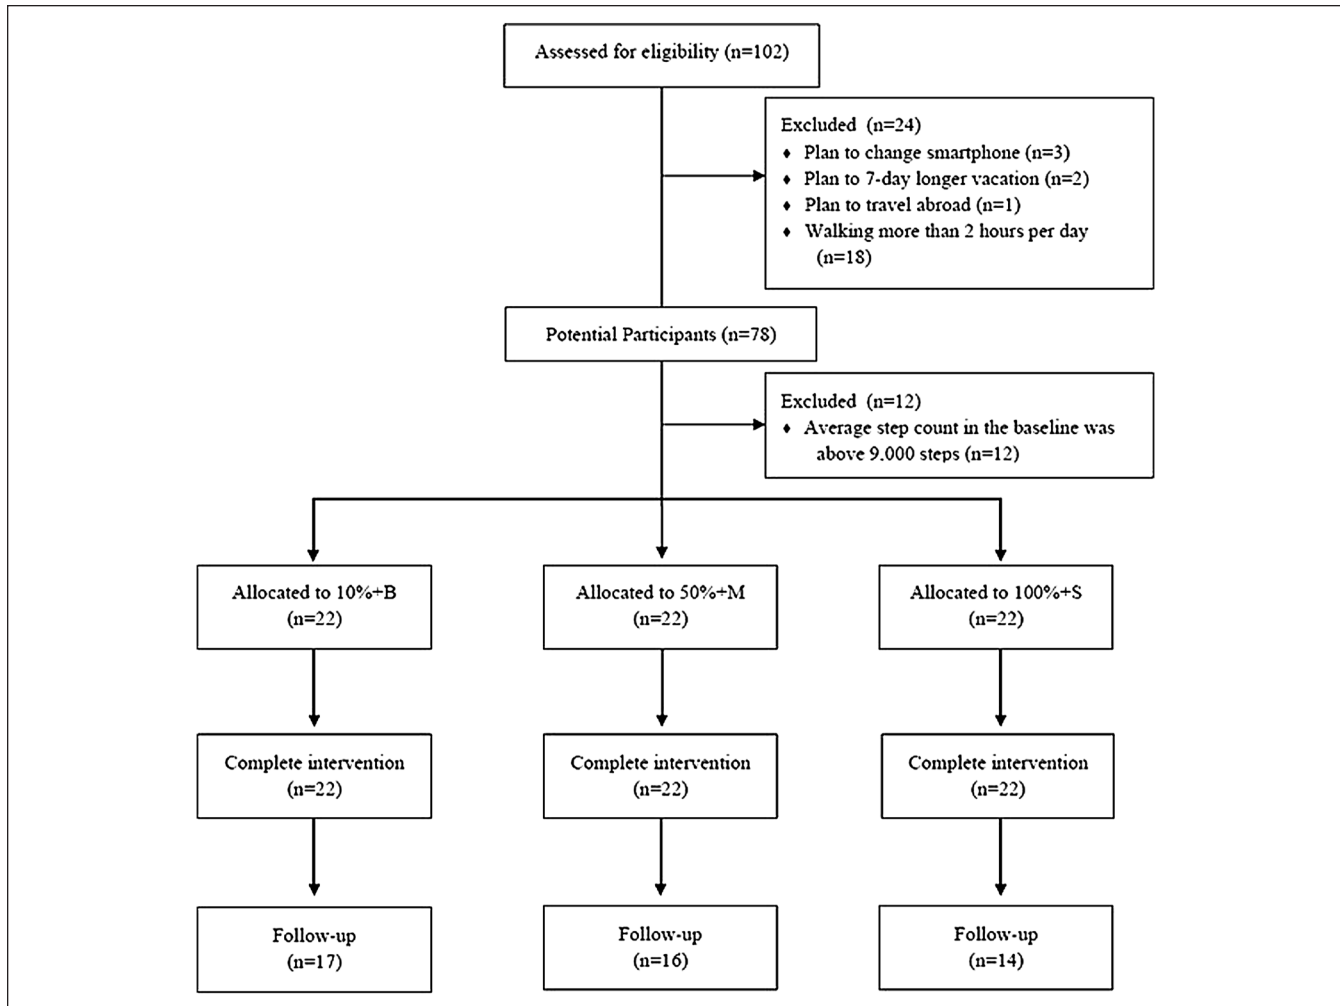 Assessed for eligibility (n=102)
Excluded (n=24)
♦ Plan to change smartphone (n=3)
♦ Plan to 7-day longer vacation (n=2)
♦ Plan to travel abroad (n=1)
♦ Walking more than 2 hours per day
(n=18)
Potential Participants (n=78)
Excluded (n=12)
♦ Average step count in the baseline was
above 9.000 steps (n=12)
Allocated to 10%+B
(n=22)
Allocated to 50%+M
(n=22)
Allocated to 100%+S
(n=22)
Complete intervention
(n=22)
Complete intervention
(n=22)
Complete intervention
(n=22)
Follow-up
(n=17)
Follow-up
(n=16)
Follow-up
(n=14)